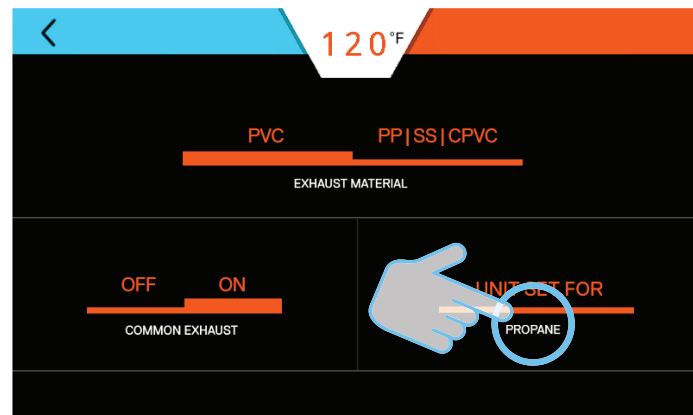 120°F
PVC PP|SS|CPVC
EXHAUST MATERIAL
OFF ON
COMMON EXHAUST
UNIT SET FOR
PROPANE